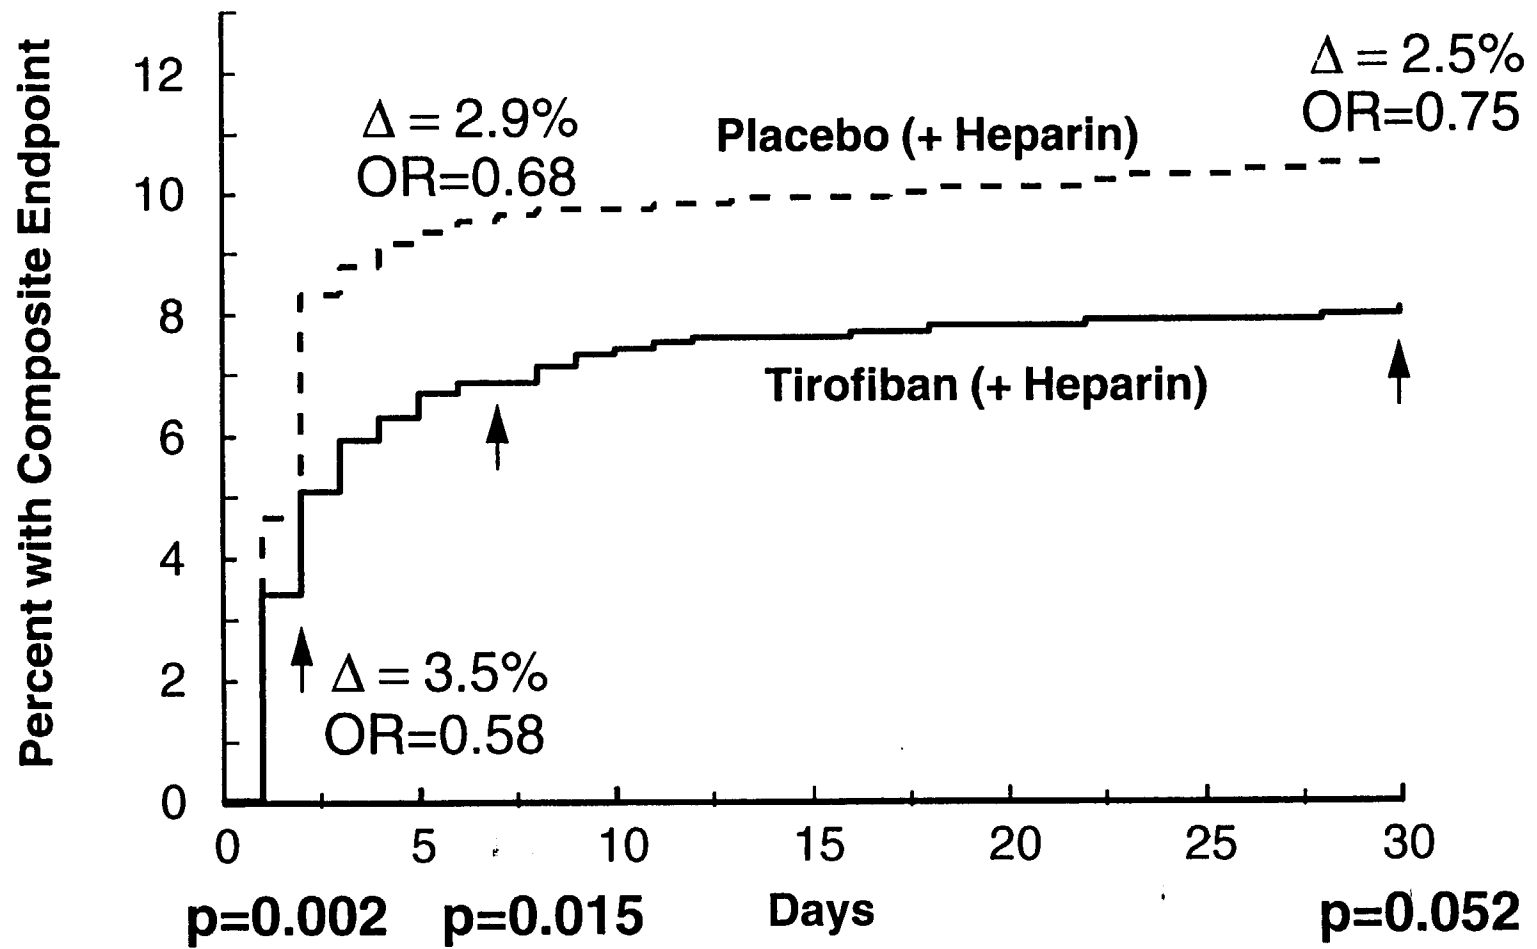 Percent with Composite Endpoint
12
10
8
6
4
2
0
Δ = 2.9%
OR=0.68
Placebo (+ Heparin)
Δ = 2.5%
OR=0.75
Tirofiban (+ Heparin)
Δ = 3.5%
OR=0.58
0 5 10 15 20 25 30
p=0.002 p=0.015 Days p=0.052